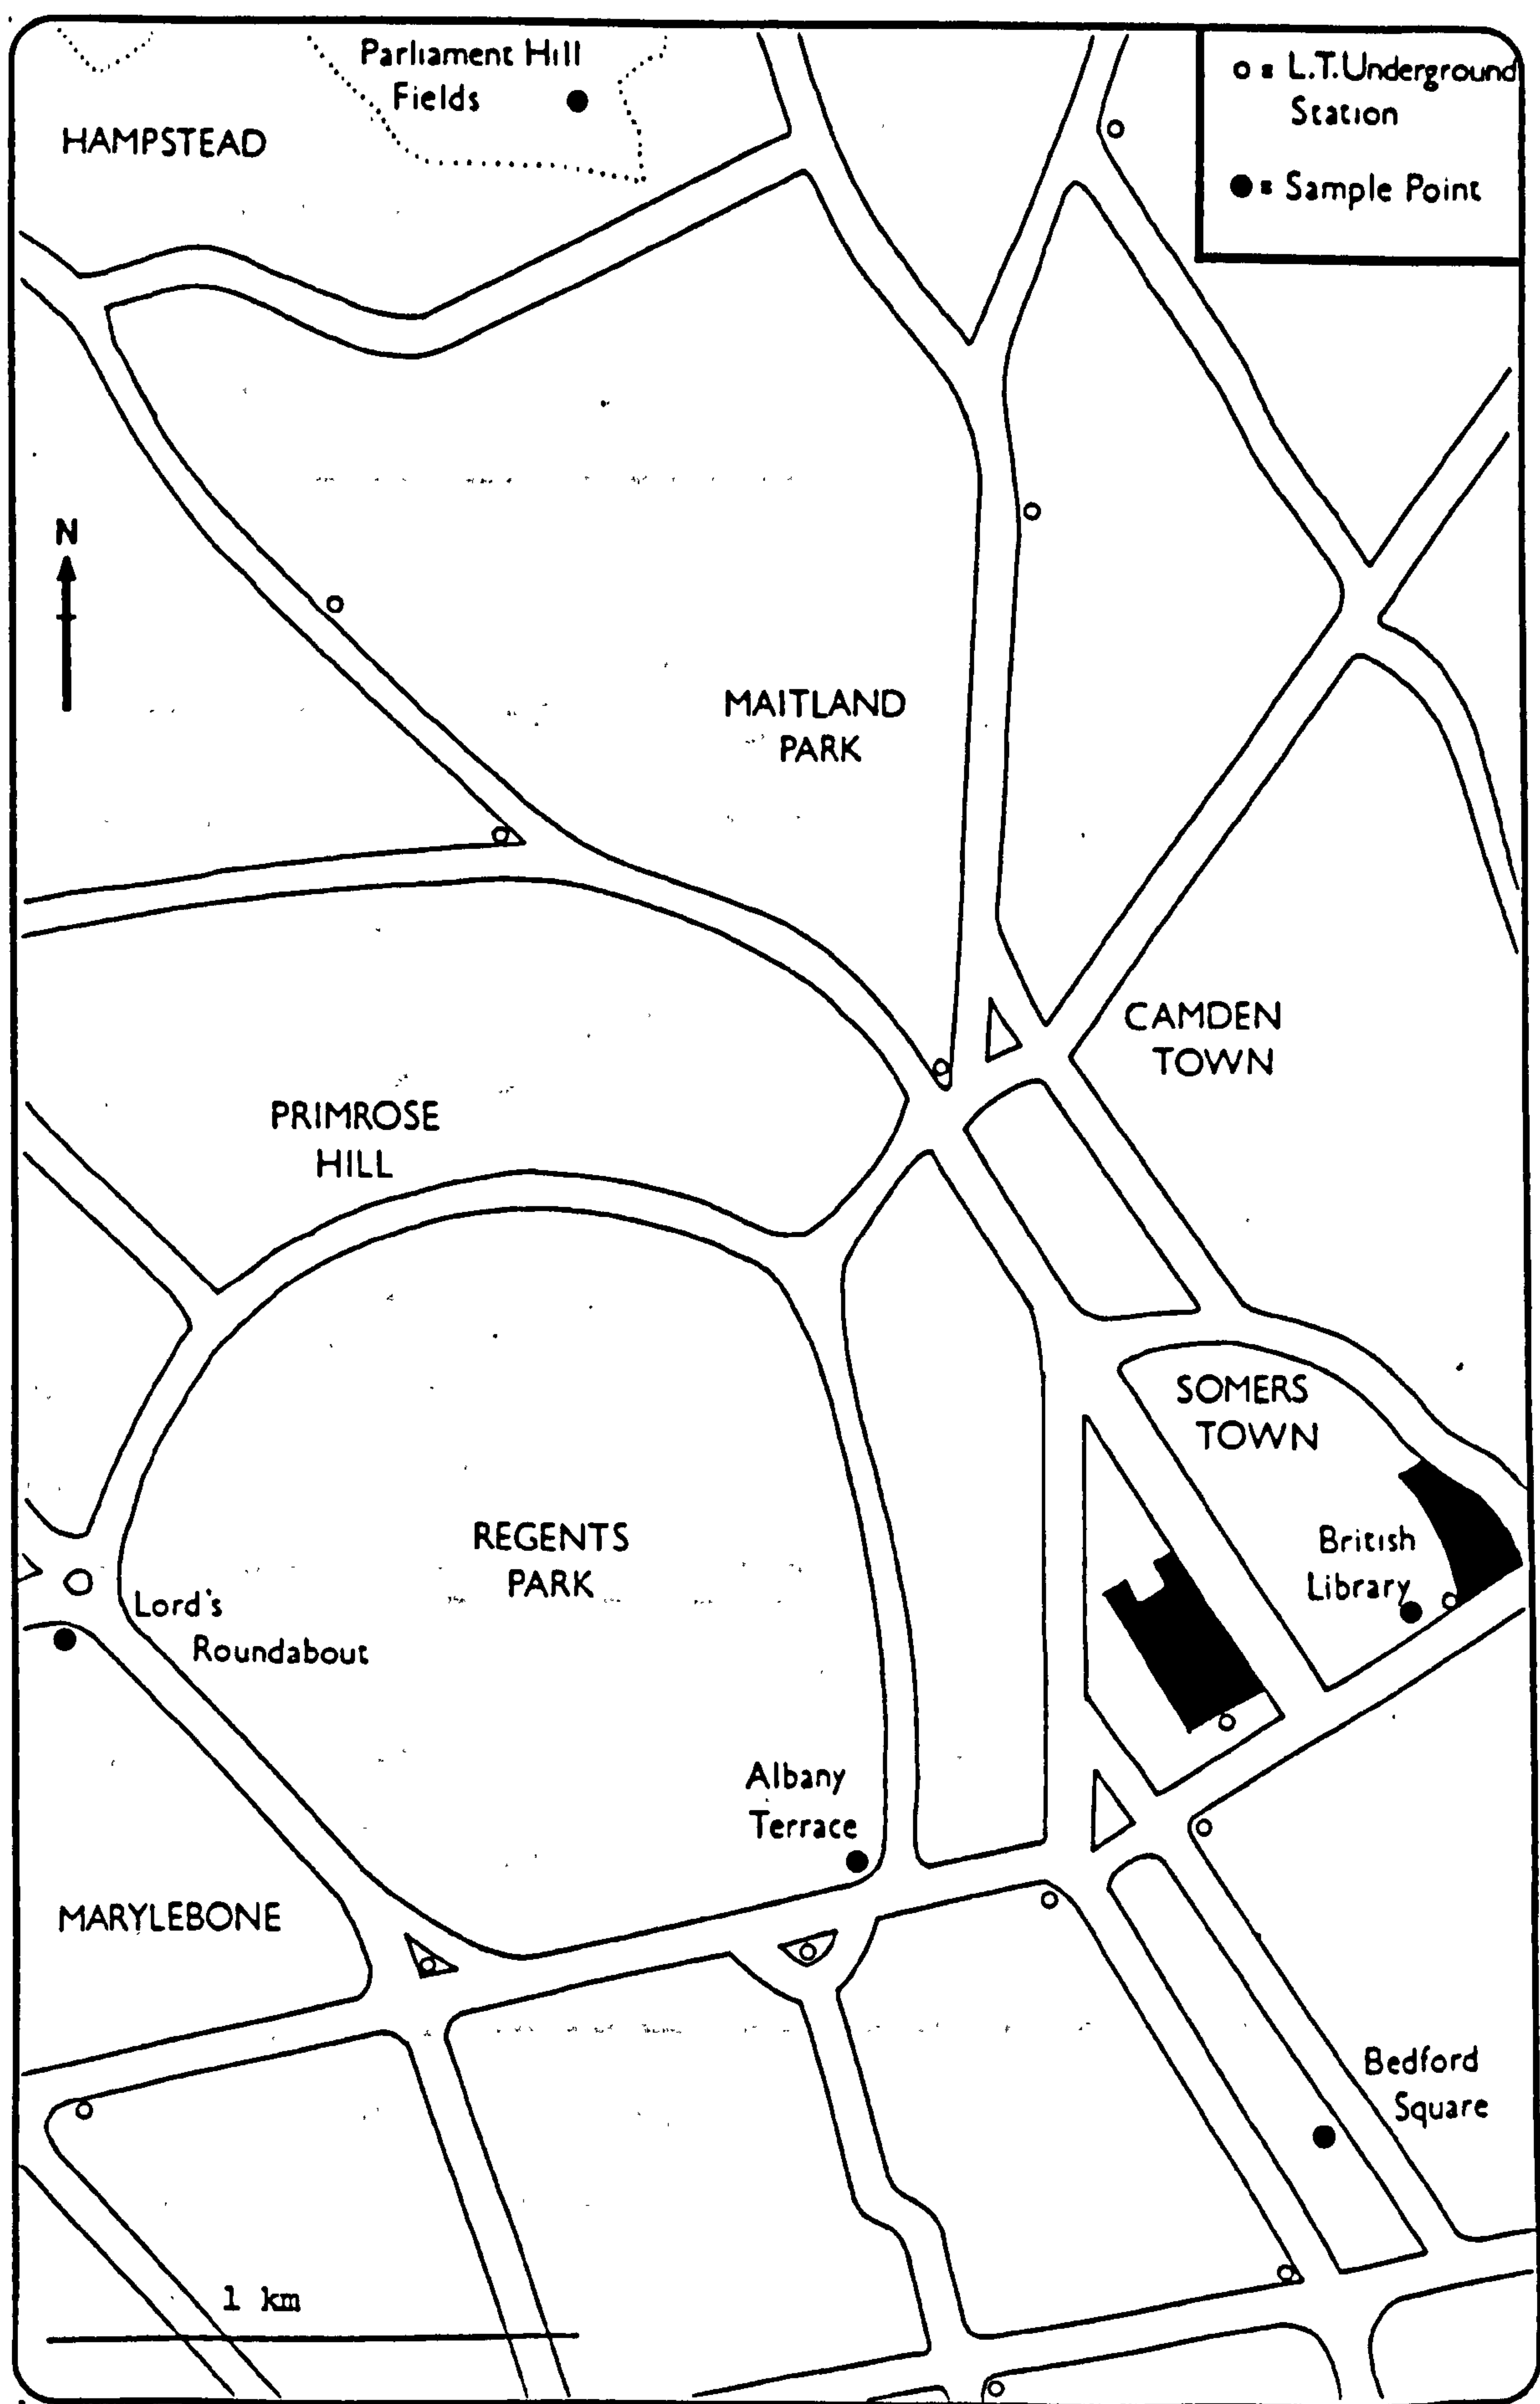 Parliament Hill
Fields
HAMPSTEAD
o = L.T.Underground
Station
● = Sample Point
N
MAITLAND
PARK
CAMDEN
TOWN
PRIMROSE
HILL
SOMERS
TOWN
REGENTS
PARK
British
Library
Lord's
Roundabout
Albany
Terrace
MARYLEBONE
Bedford
Square
1 km